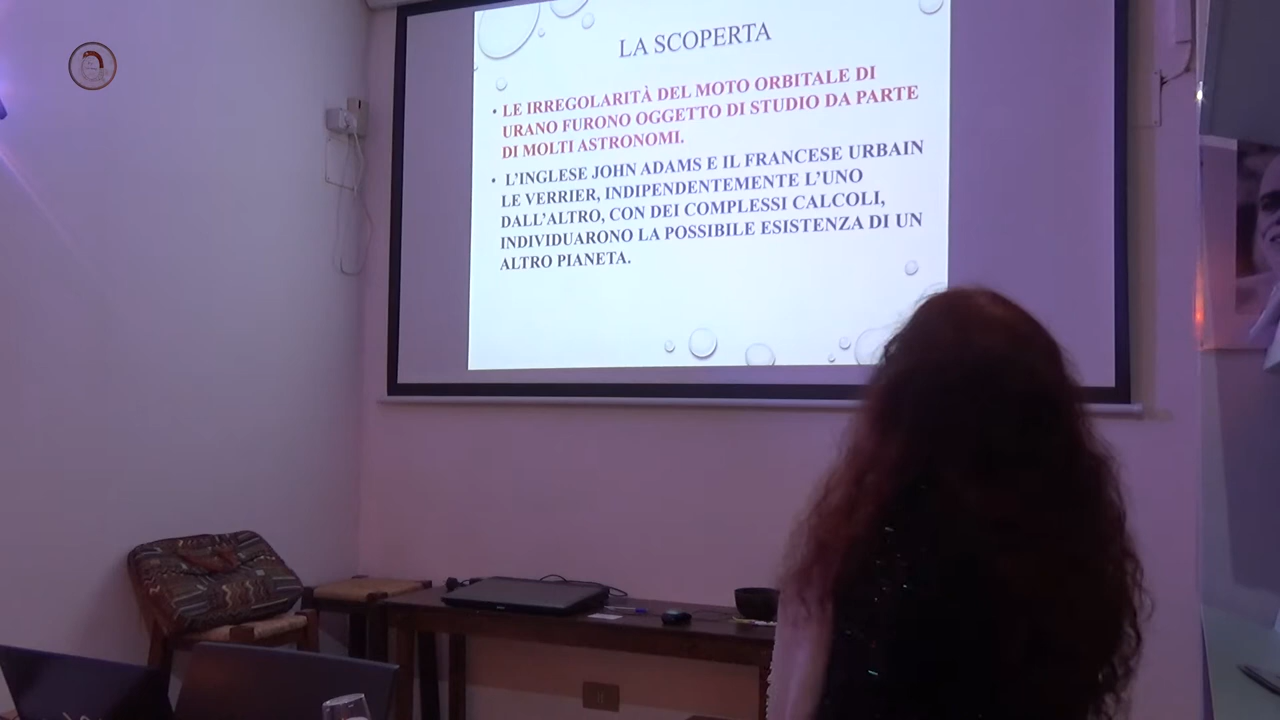 LA SCOPERTA
• LE IRREGOLARITÀ DEL MOTO ORBITALE DI
URANO FURONO OGGETTO DI STUDIO DA PARTE
DI MOLTI ASTRONOMI.
• L'INGLESE JOHN ADAMS E IL FRANCESE URBAIN
LE VERRIER, INDIPENDENTEMENTE L'UNO
DALL'ALTRO, CON DEI COMPLESSI CALCOLI,
INDIVIDUARONO LA POSSIBILE ESISTENZA DI UN
ALTRO PIANETA.